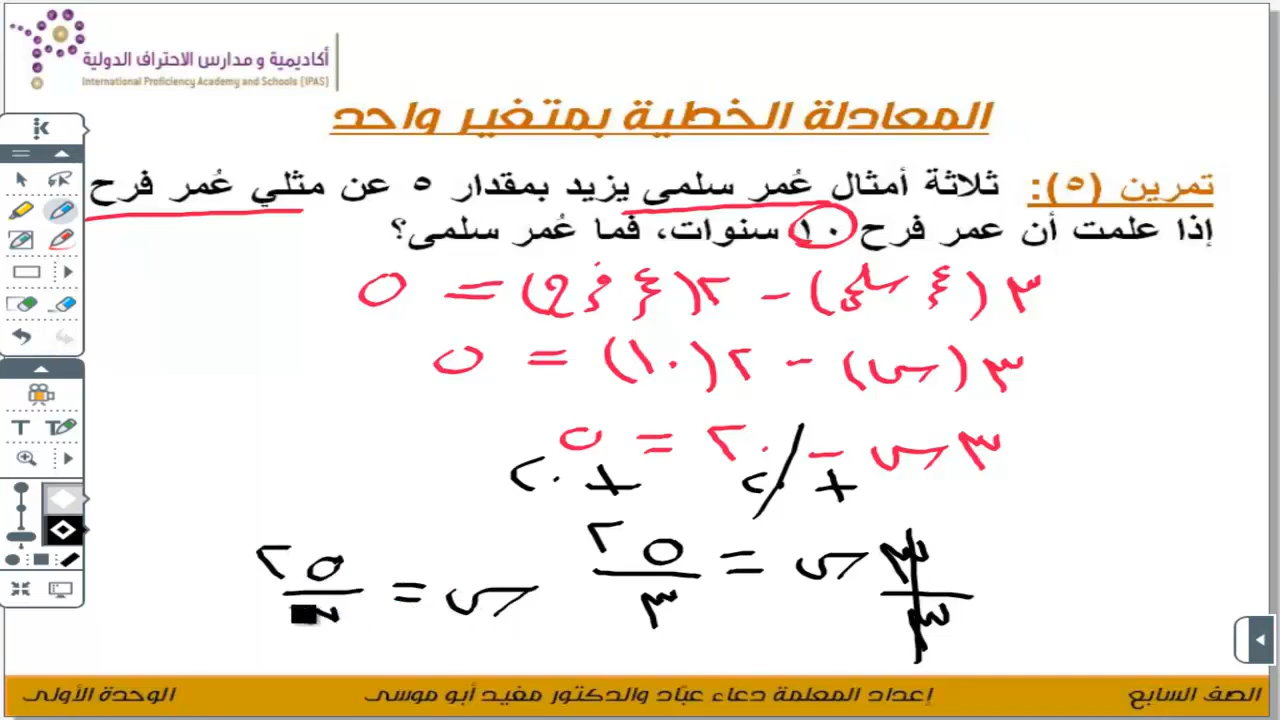 أكاديمية و مدارس الاحتراف الدولية
International Proficiency Academy and Schools (IPAS)
المعادلة الخطية بمتغير واحد
تمرين (٥): ثلاثة أمثال عُمر سلمى يزيد بمقدار ٥ عن مثلي عُمر فرح
إذا علمت أن عمر فرح ١٠ سنوات، فما عُمر سلمى؟
٣(ع سلمى) - ٢(ع فرح) = ٥
٣(س) - ٢(١٠) = ٥
٣س - ٢٠ = ٥
+ ٢٠ + ٢٠
٣س/٣ = ٢٥/٣
س = ٢٥/٣
الصف السابع
إعداد المعلمة دعاء عبّاد والدكتور مفيد أبو موسى
الوحدة الأولى